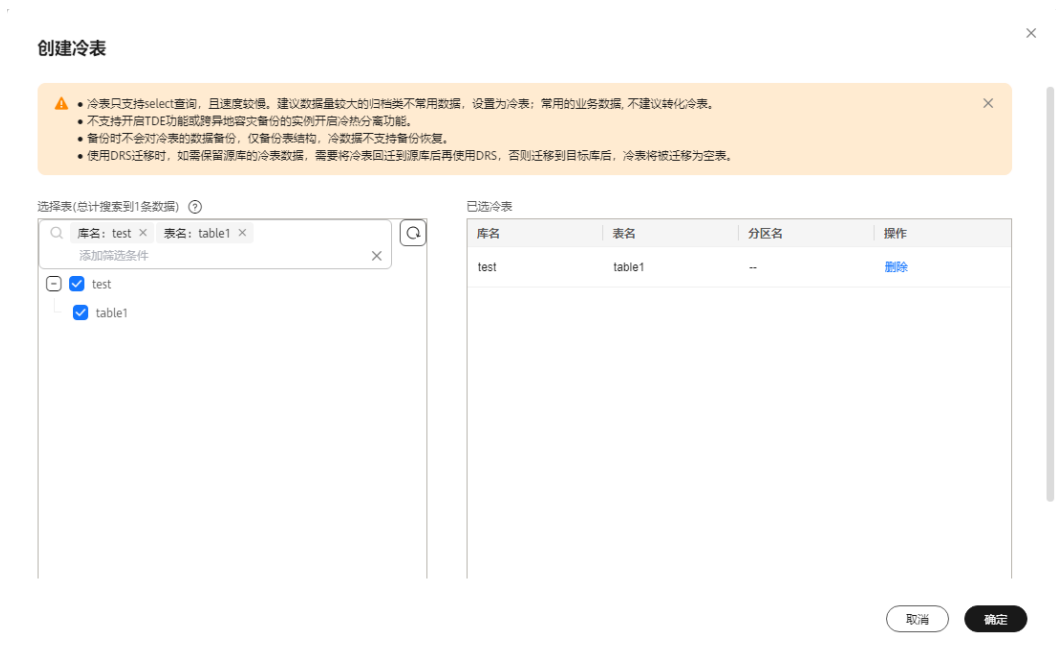 创建冷表
● 冷表只支持select查询，且速度较慢。建议数据量较大的归档类不常用数据，设置为冷表；常用的业务数据, 不建议转化冷表。
● 不支持开启TDE功能或跨异地容灾备份的实例开启冷热分离功能。
● 备份时不会对冷表的数据备份，仅备份表结构，冷数据不支持备份恢复。
● 使用DRS迁移时，如需保留源库的冷表数据，需要将冷表回迁到源库后再使用DRS，否则迁移到目标库后，冷表将被迁移为空表。
选择表(总计搜索到1条数据)
库名：test 表名：table1
添加筛选条件
test
table1
已选冷表
库名 表名 分区名 操作
test table1 -- 删除
取消 确定